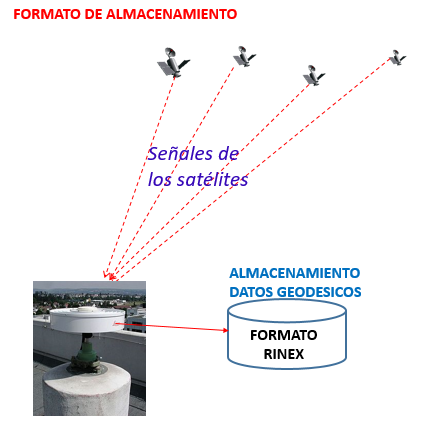 FORMATO DE ALMACENAMIENTO
Señales de
los satélites
ALMACENAMIENTO
DATOS GEODESICOS
FORMATO
RINEX